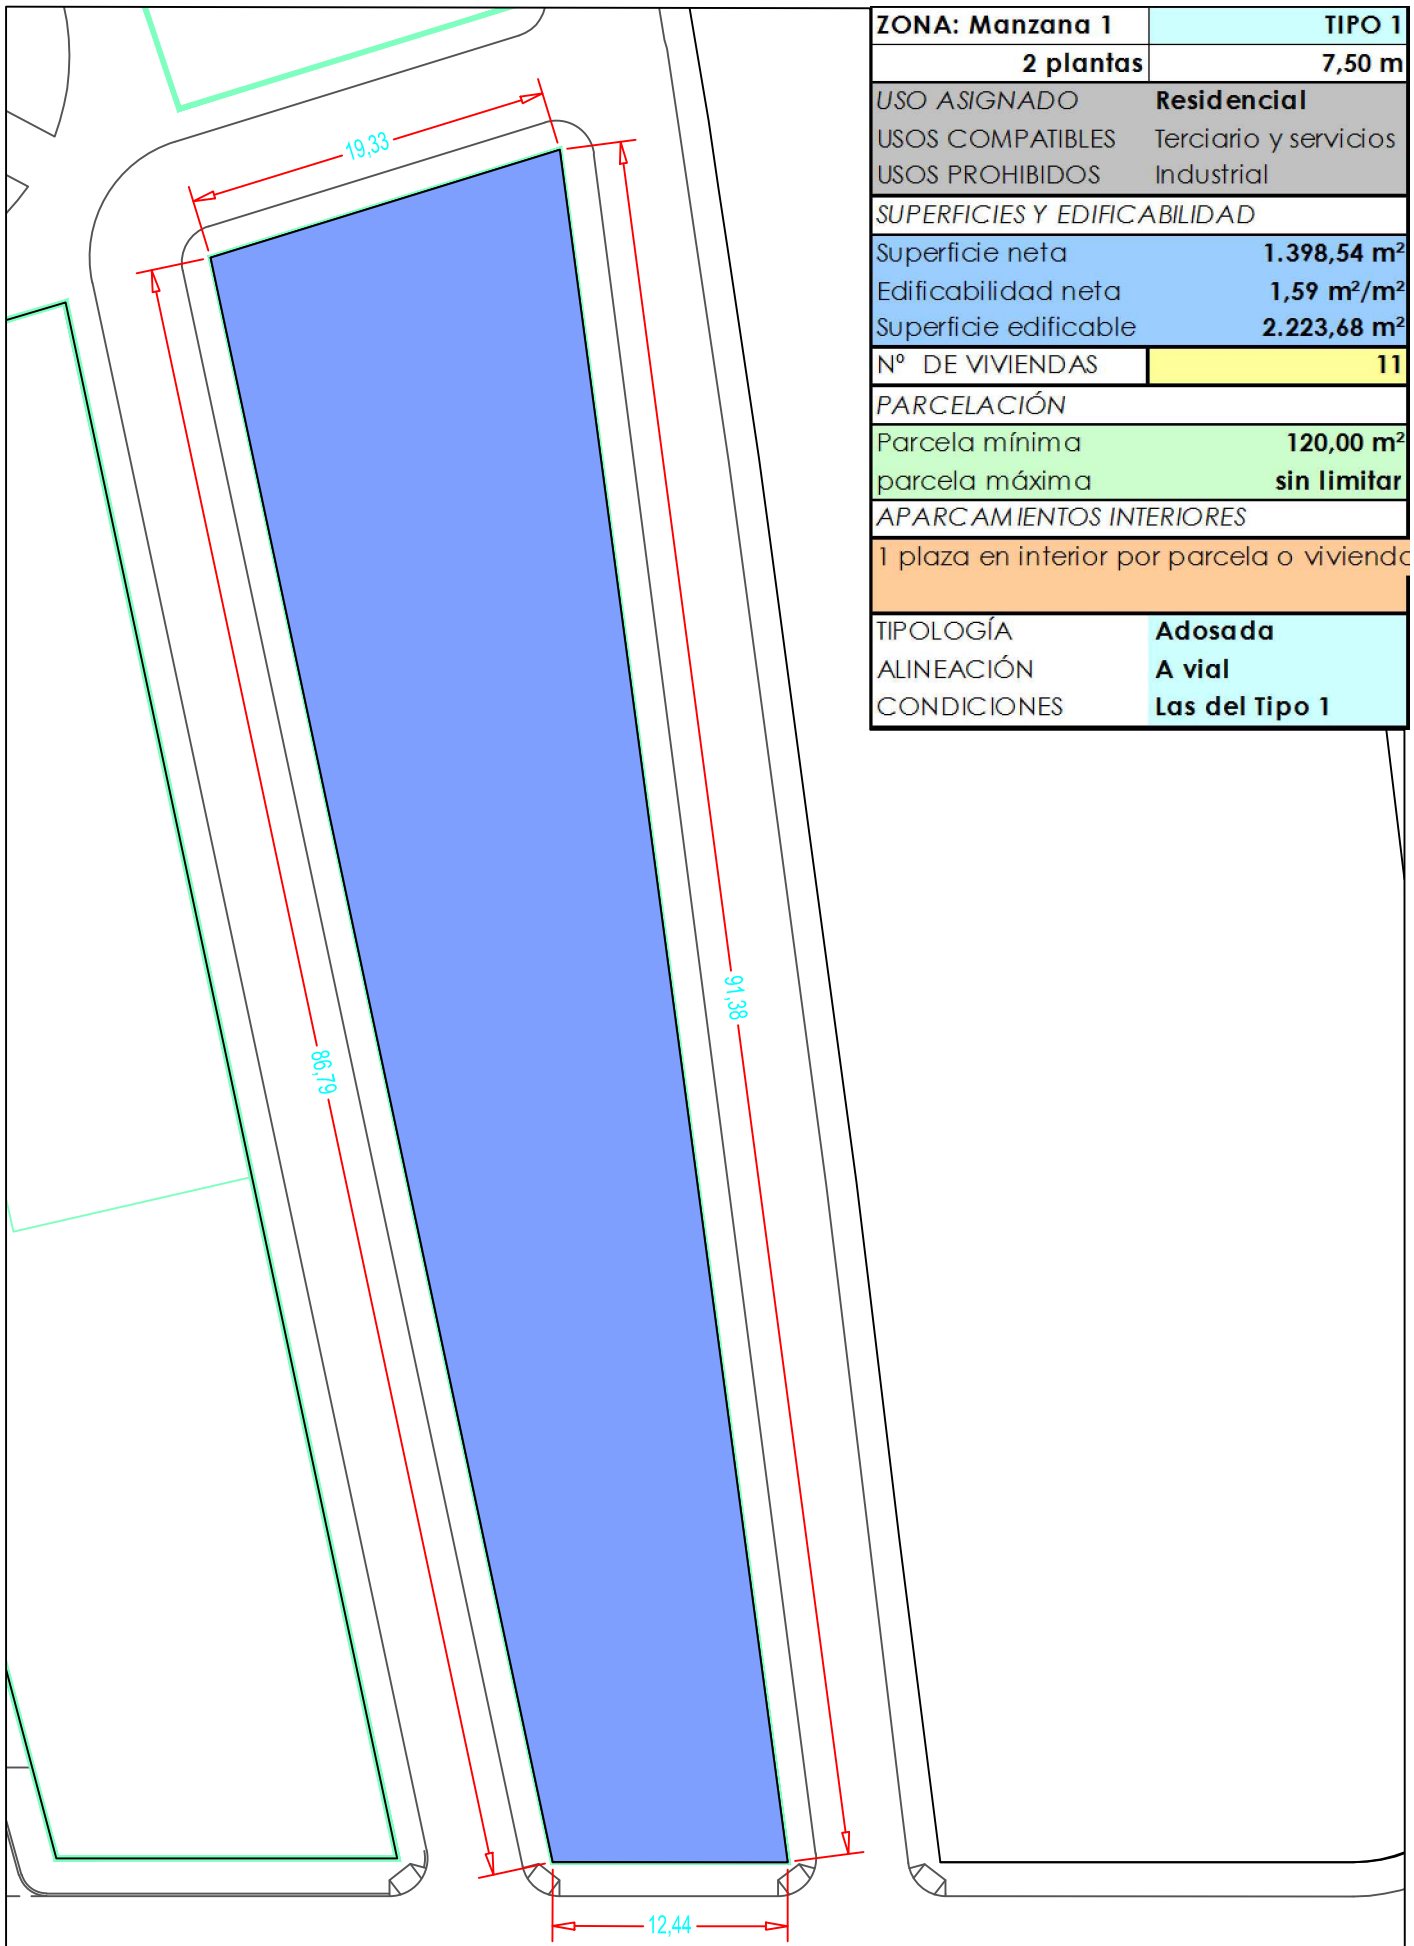 ZONA: Manzana 1 TIPO 1
2 plantas 7,50 m
USO ASIGNADO Residencial
USOS COMPATIBLES Terciario y servicios
USOS PROHIBIDOS Industrial
SUPERFICIES Y EDIFICABILIDAD
Superficie neta 1.398,54 m²
Edificabilidad neta 1,59 m²/m²
Superficie edificable 2.223,68 m²
Nº DE VIVIENDAS 11
PARCELACIÓN
Parcela mínima 120,00 m²
parcela máxima sin limitar
APARCAMIENTOS INTERIORES
1 plaza en interior por parcela o vivienda
TIPOLOGÍA Adosada
ALINEACIÓN A vial
CONDICIONES Las del Tipo 1
19,33
91,38
86,79
12,44